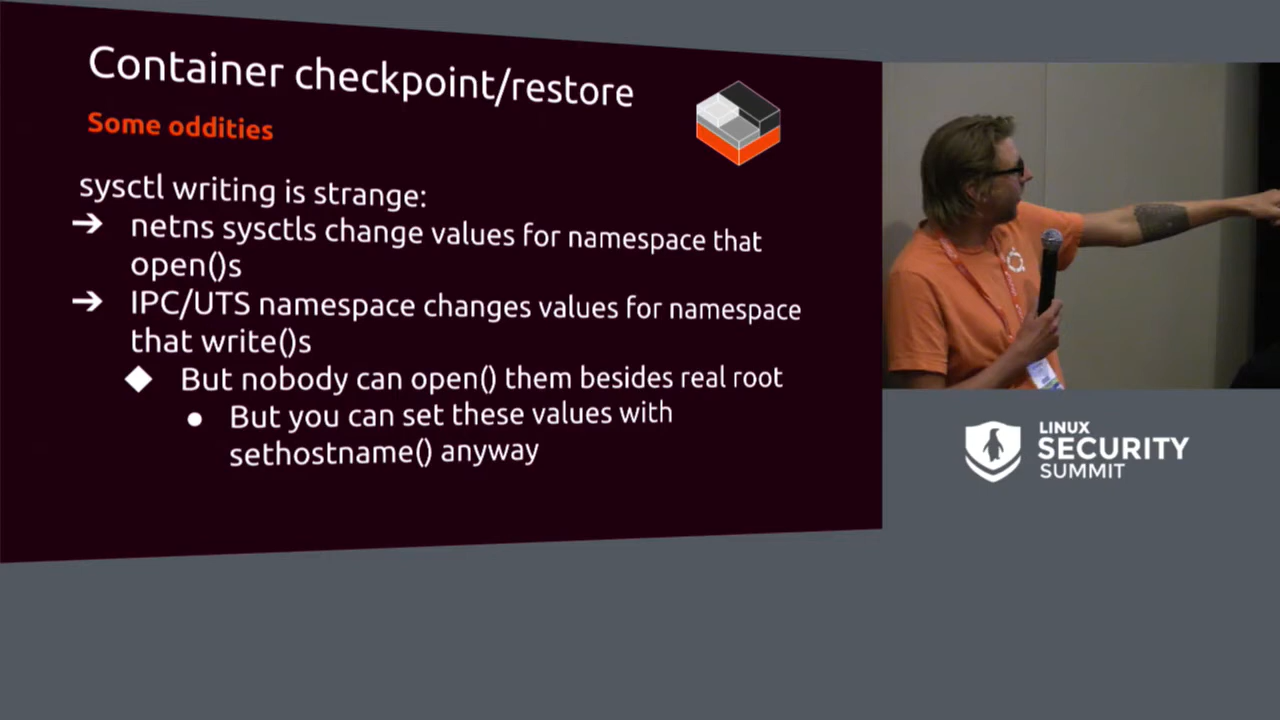 Container checkpoint/restore
Some oddities
sysctl writing is strange:
➔ netns sysctls change values for namespace that
open()s
➔ IPC/UTS namespace changes values for namespace
that write()s
◆ But nobody can open() them besides real root
● But you can set these values with
sethostname() anyway
LINUX
SECURITY
SUMMIT